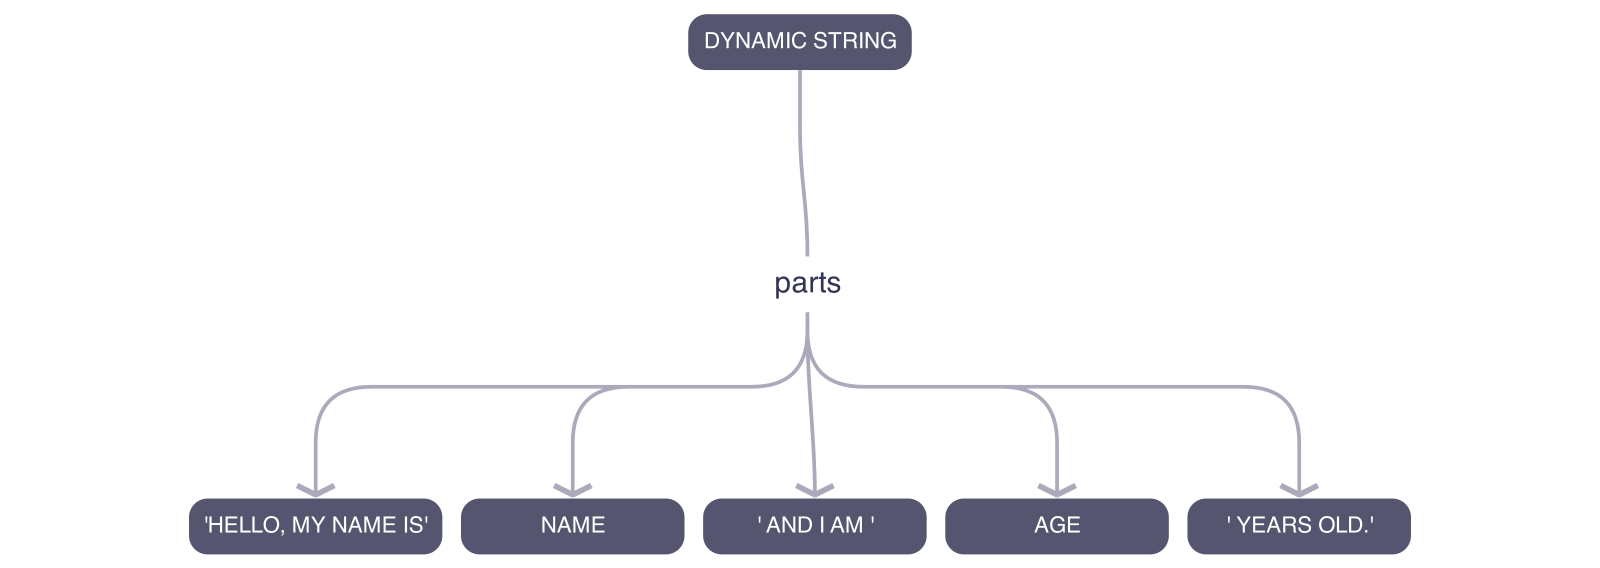 DYNAMIC STRING
parts
'HELLO, MY NAME IS'
NAME
' AND I AM '
AGE
' YEARS OLD.'